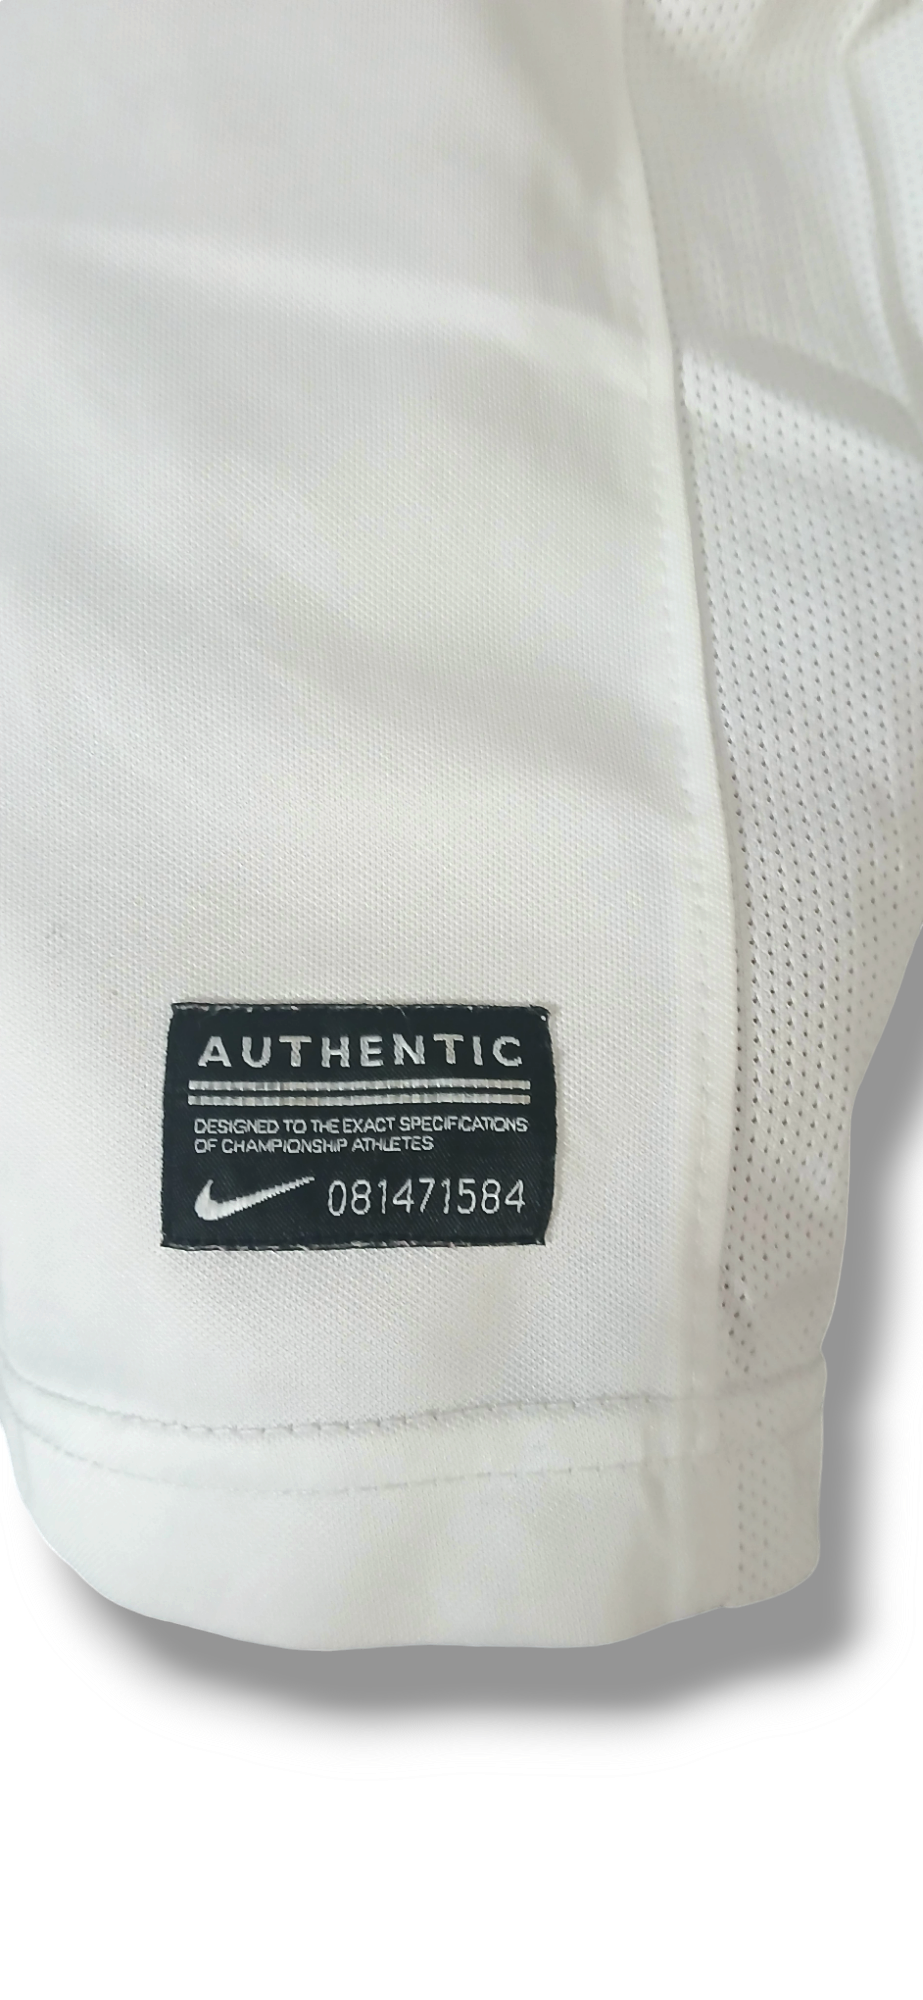 AUTHENTIC
DESIGNED TO THE EXACT SPECIFICATIONS
OF CHAMPIONSHIP ATHLETES
081471584